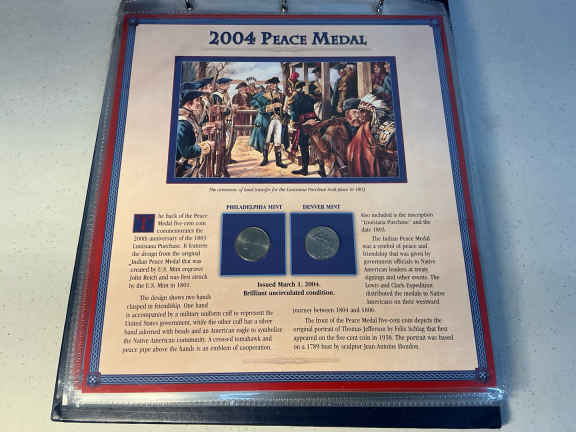 2004 PEACE MEDAL
The ceremony of land transfer for the Louisiana Purchase took place in 1803.
The back of the Peace
Medal five-cent coin
commemorates the
200th anniversary of the 1803
Louisiana Purchase. It features
the design from the original
Indian Peace Medal that was
created by U.S. Mint engraver
John Reich and was first struck
by the U.S. Mint in 1801.
The design shows two hands
clasped in friendship. One hand
is accompanied by a military uniform cuff to represent the
United States government, while the other cuff has a silver
band adorned with beads and an American eagle to symbolize
the Native American community. A crossed tomahawk and
peace pipe above the hands is an emblem of cooperation.
PHILADELPHIA MINT
DENVER MINT
Issued March 1, 2004.
Brilliant uncirculated condition.
Also included is the inscription
"Louisiana Purchase" and the
date 1803.
The Indian Peace Medal
was a symbol of peace and
friendship that was given by
government officials to Native
American leaders at treaty
signings and other events. The
Lewis and Clark Expedition
distributed the medals to Native
Americans on their westward
journey between 1804 and 1806.
The front of the Peace Medal five-cent coin depicts the
original portrait of Thomas Jefferson by Felix Schlag that first
appeared on the five-cent coin in 1938. The portrait was based
on a 1789 bust by sculptor Jean-Antoine Houdon.